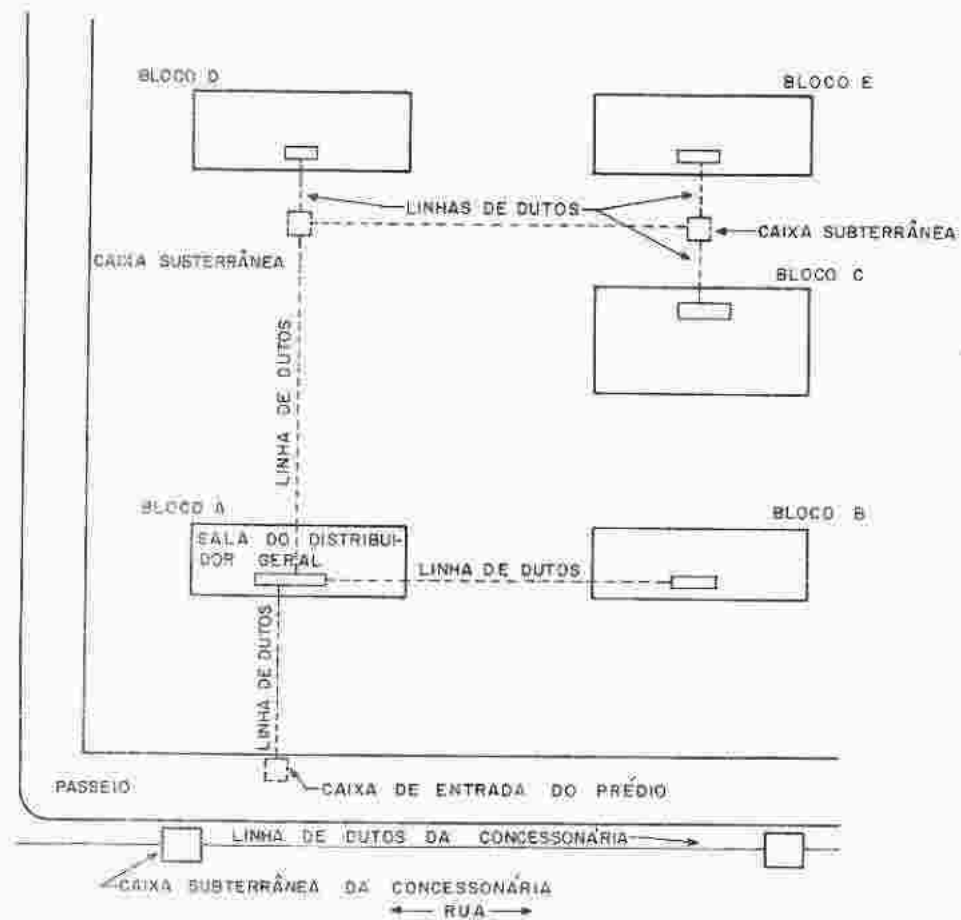 BLOCO D
BLOCO E
LINHAS DE DUTOS
CAIXA SUBTERRÂNEA
CAIXA SUBTERRÂNEA
BLOCO C
LINHA DE DUTOS
BLOCO A
BLOCO B
SALA DO DISTRIBUI-
DOR GERAL
LINHA DE DUTOS
LINHA DE DUTOS
PASSEIO
CAIXA DE ENTRADA DO PRÉDIO
LINHA DE DUTOS DA CONCESSONÁRIA
CAIXA SUBTERRÂNEA DA CONCESSONÁRIA
RUA